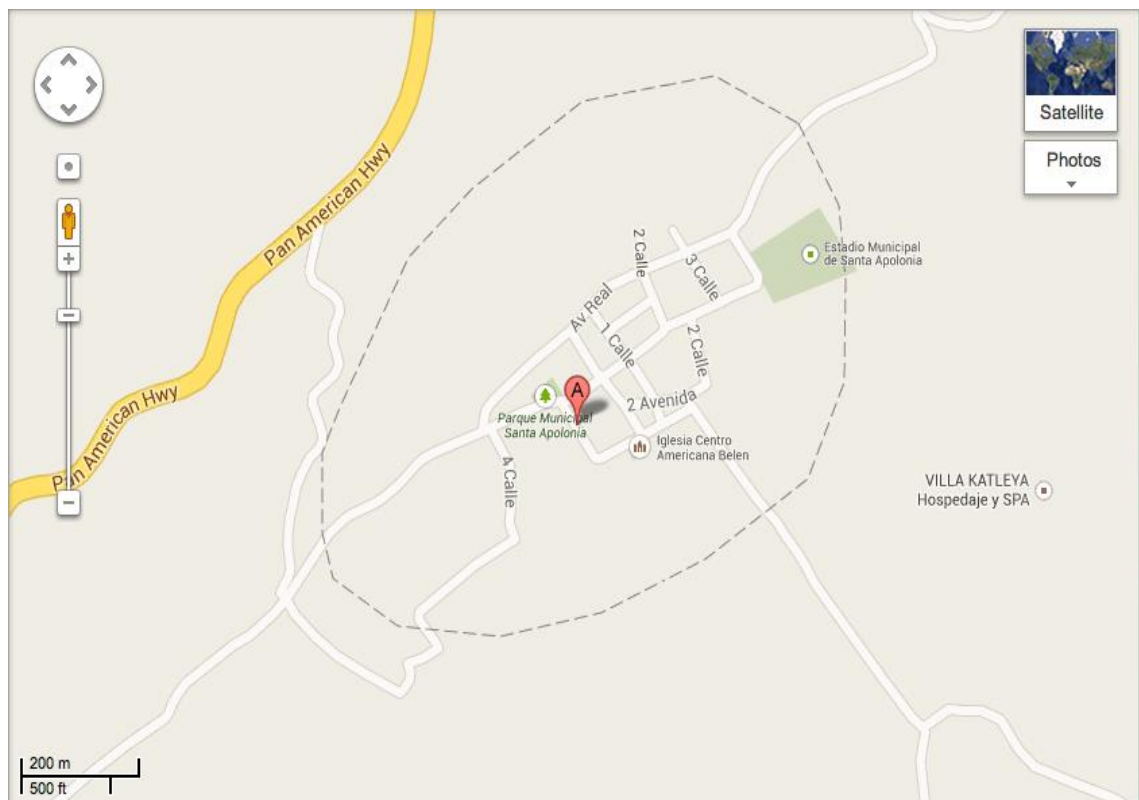 Satellite
Photos
Pan American Hwy
2 Calle
3 Calle
Estadio Municipal
de Santa Apolonia
Av Real
1 Calle
2 Calle
Pan American Hwy
A
2 Avenida
Parque Municipal
Santa Apolonia
Iglesia Centro
Americana Belen
4 Calle
VILLA KATLEYA
Hospedaje y SPA
200 m
500 ft